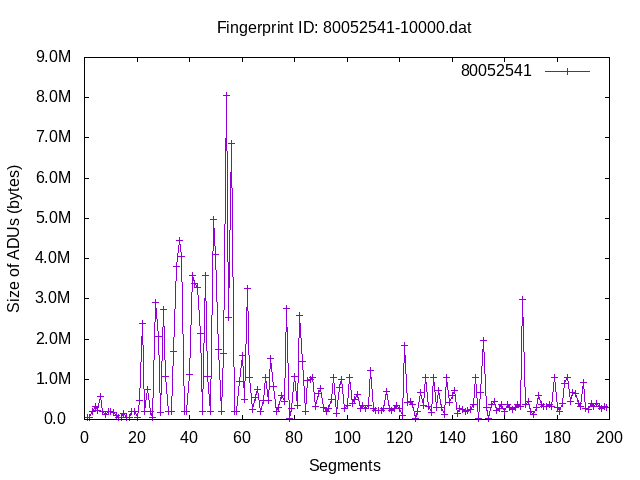 Fingerprint ID: 80052541-10000.dat
80052541
Size of ADUs (bytes)
9.0M
8.0M
7.0M
6.0M
5.0M
4.0M
3.0M
2.0M
1.0M
0.0
0 20 40 60 80 100 120 140 160 180 200
Segments